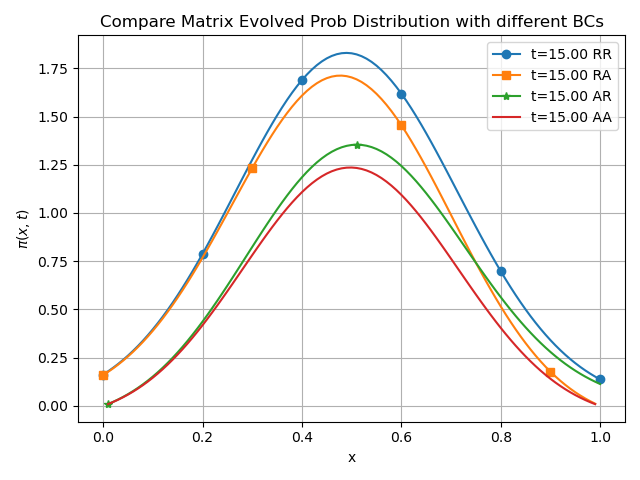 Compare Matrix Evolved Prob Distribution with different BCs
t=15.00 RR
t=15.00 RA
t=15.00 AR
t=15.00 AA
π(x, t)
1.75
1.50
1.25
1.00
0.75
0.50
0.25
0.00
0.0 0.2 0.4 0.6 0.8 1.0
x